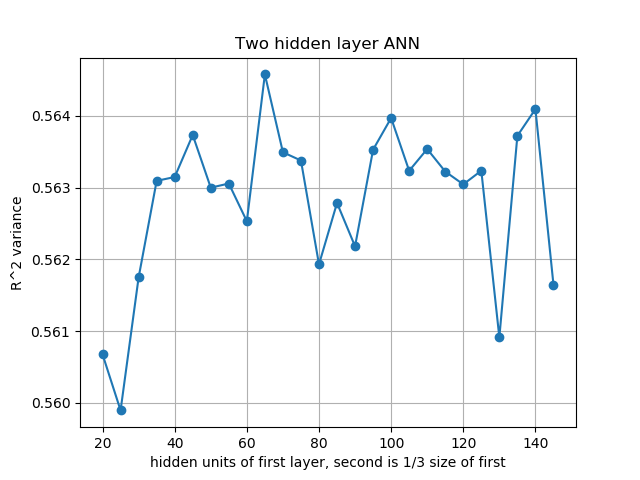 Two hidden layer ANN
R^2 variance
0.564
0.563
0.562
0.561
0.560
20 40 60 80 100 120 140
hidden units of first layer, second is 1/3 size of first